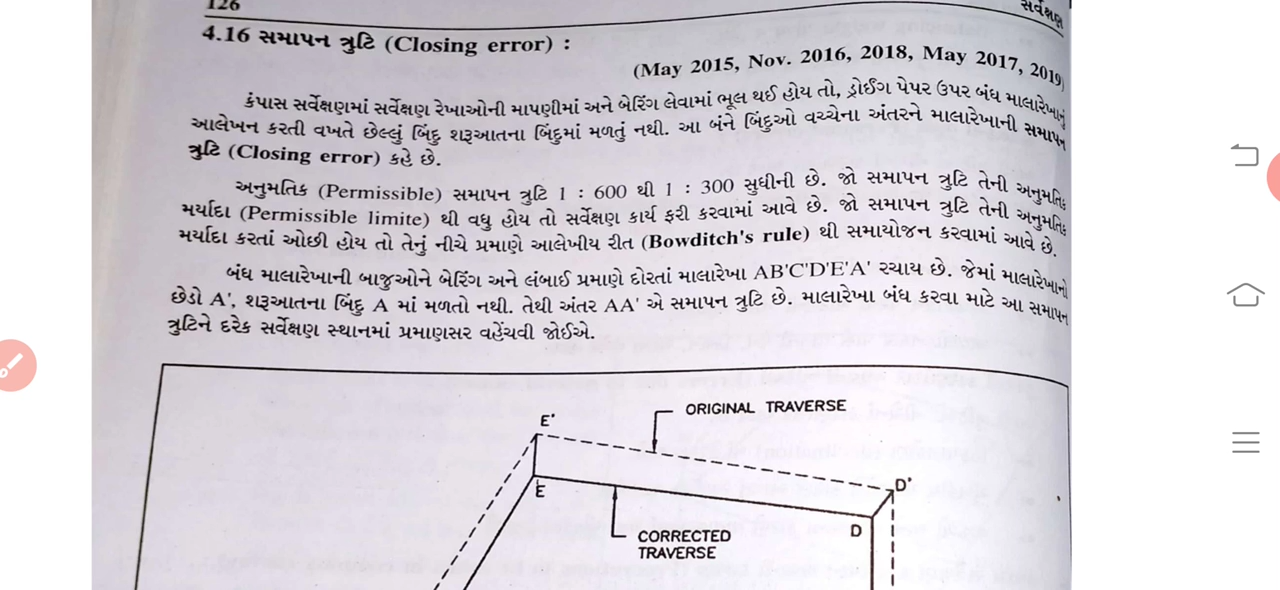 126
સર્વેક્ષણ
4.16 સમાપન ત્રુટિ (Closing error) :
(May 2015, Nov. 2016, 2018, May 2017, 2019)
કંપાસ સર્વેક્ષણમાં સર્વેક્ષણ રેખાઓની માપણીમાં અને બેરિંગ લેવામાં ભૂલ થઈ હોય તો, ડ્રોઈંગ પેપર ઉપર બંધ માલારેખાનું
આલેખન કરતી વખતે છેલ્લું બિંદુ શરૂઆતના બિંદુમાં મળતું નથી. આ બંને બિંદુઓ વચ્ચેના અંતરને માલારેખાની સમાપન
ત્રુટિ (Closing error) કહે છે.
અનુમતિક (Permissible) સમાપન ત્રુટિ 1 : 600 થી 1 : 300 સુધીની છે. જો સમાપન ત્રુટિ તેની અનુમતિક
મર્યાદા (Permissible limite) થી વધુ હોય તો સર્વેક્ષણ કાર્ય ફરી કરવામાં આવે છે. જો સમાપન ત્રુટિ તેની અનુમતિક
મર્યાદા કરતાં ઓછી હોય તો તેનું નીચે પ્રમાણે આલેખીય રીત (Bowditch's rule) થી સમાયોજન કરવામાં આવે છે.
બંધ માલારેખાની બાજુઓને બેરિંગ અને લંબાઈ પ્રમાણે દોરતાં માલારેખા AB'C'D'E'A' રચાય છે. જેમાં માલારેખાનો
છેડો A', શરૂઆતના બિંદુ A માં મળતો નથી. તેથી અંતર AA' એ સમાપન ત્રુટિ છે. માલારેખા બંધ કરવા માટે આ સમાપન
ત્રુટિને દરેક સર્વેક્ષણ સ્થાનમાં પ્રમાણસર વહેંચવી જોઈએ.
ORIGINAL TRAVERSE
E'
D'
E
D
CORRECTED
TRAVERSE